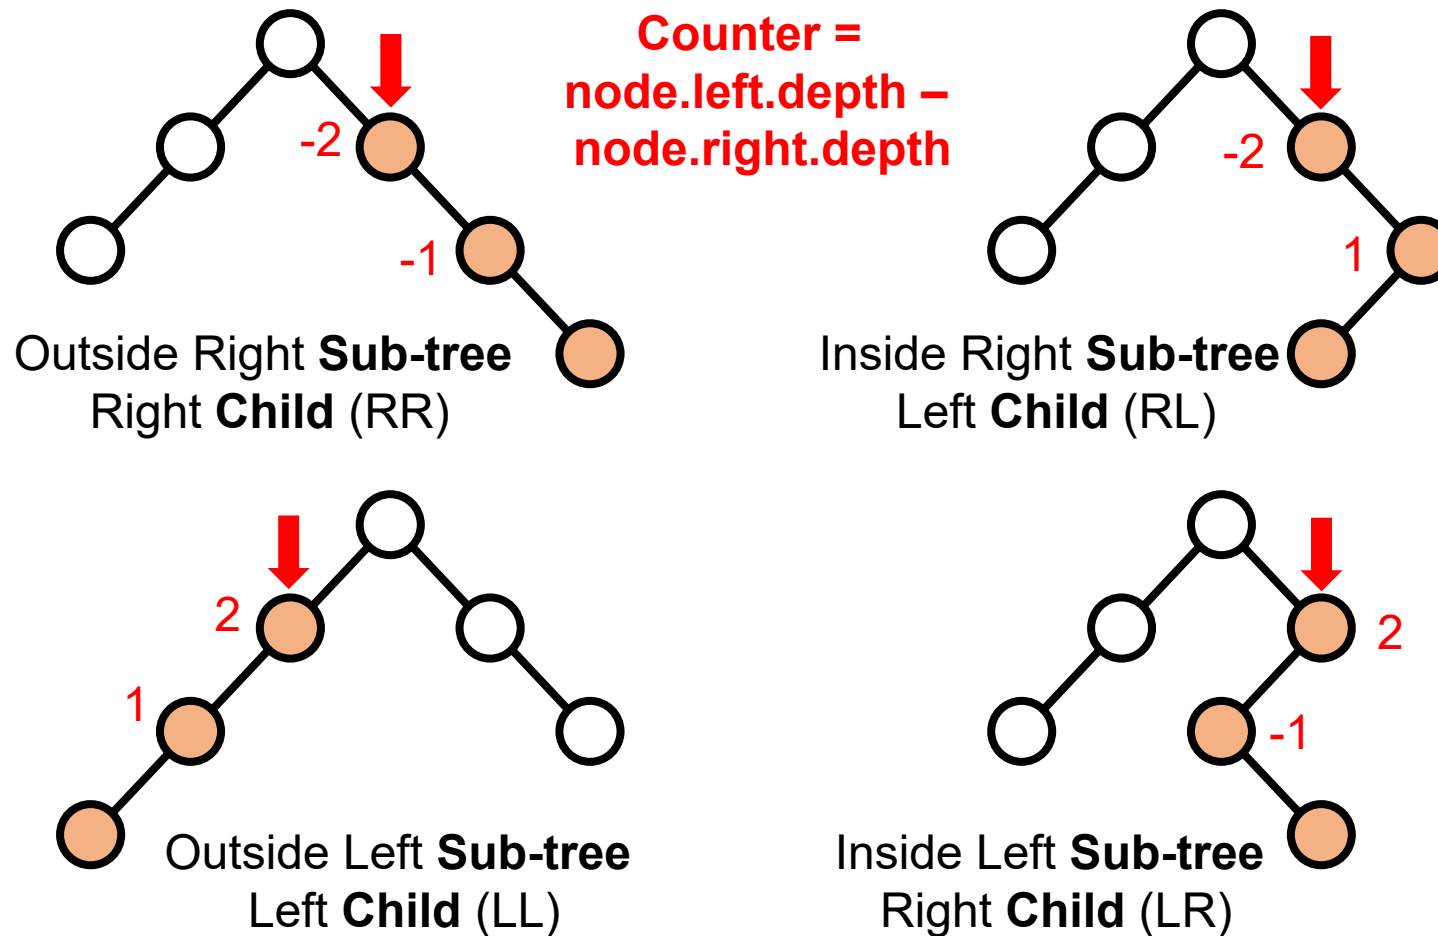 Counter =
node.left.depth –
node.right.depth
-2
-1
Outside Right Sub-tree
Right Child (RR)
-2
1
Inside Right Sub-tree
Left Child (RL)
2
1
Outside Left Sub-tree
Left Child (LL)
2
-1
Inside Left Sub-tree
Right Child (LR)